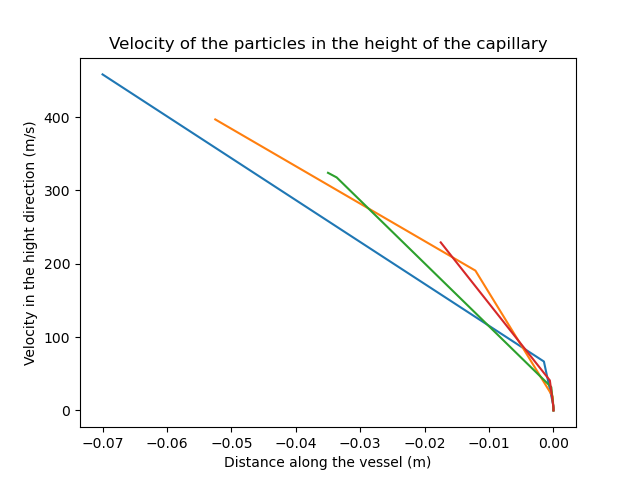 Velocity of the particles in the height of the capillary
Velocity in the hight direction (m/s)
400
300
200
100
0
−0.07 −0.06 −0.05 −0.04 −0.03 −0.02 −0.01 0.00
Distance along the vessel (m)